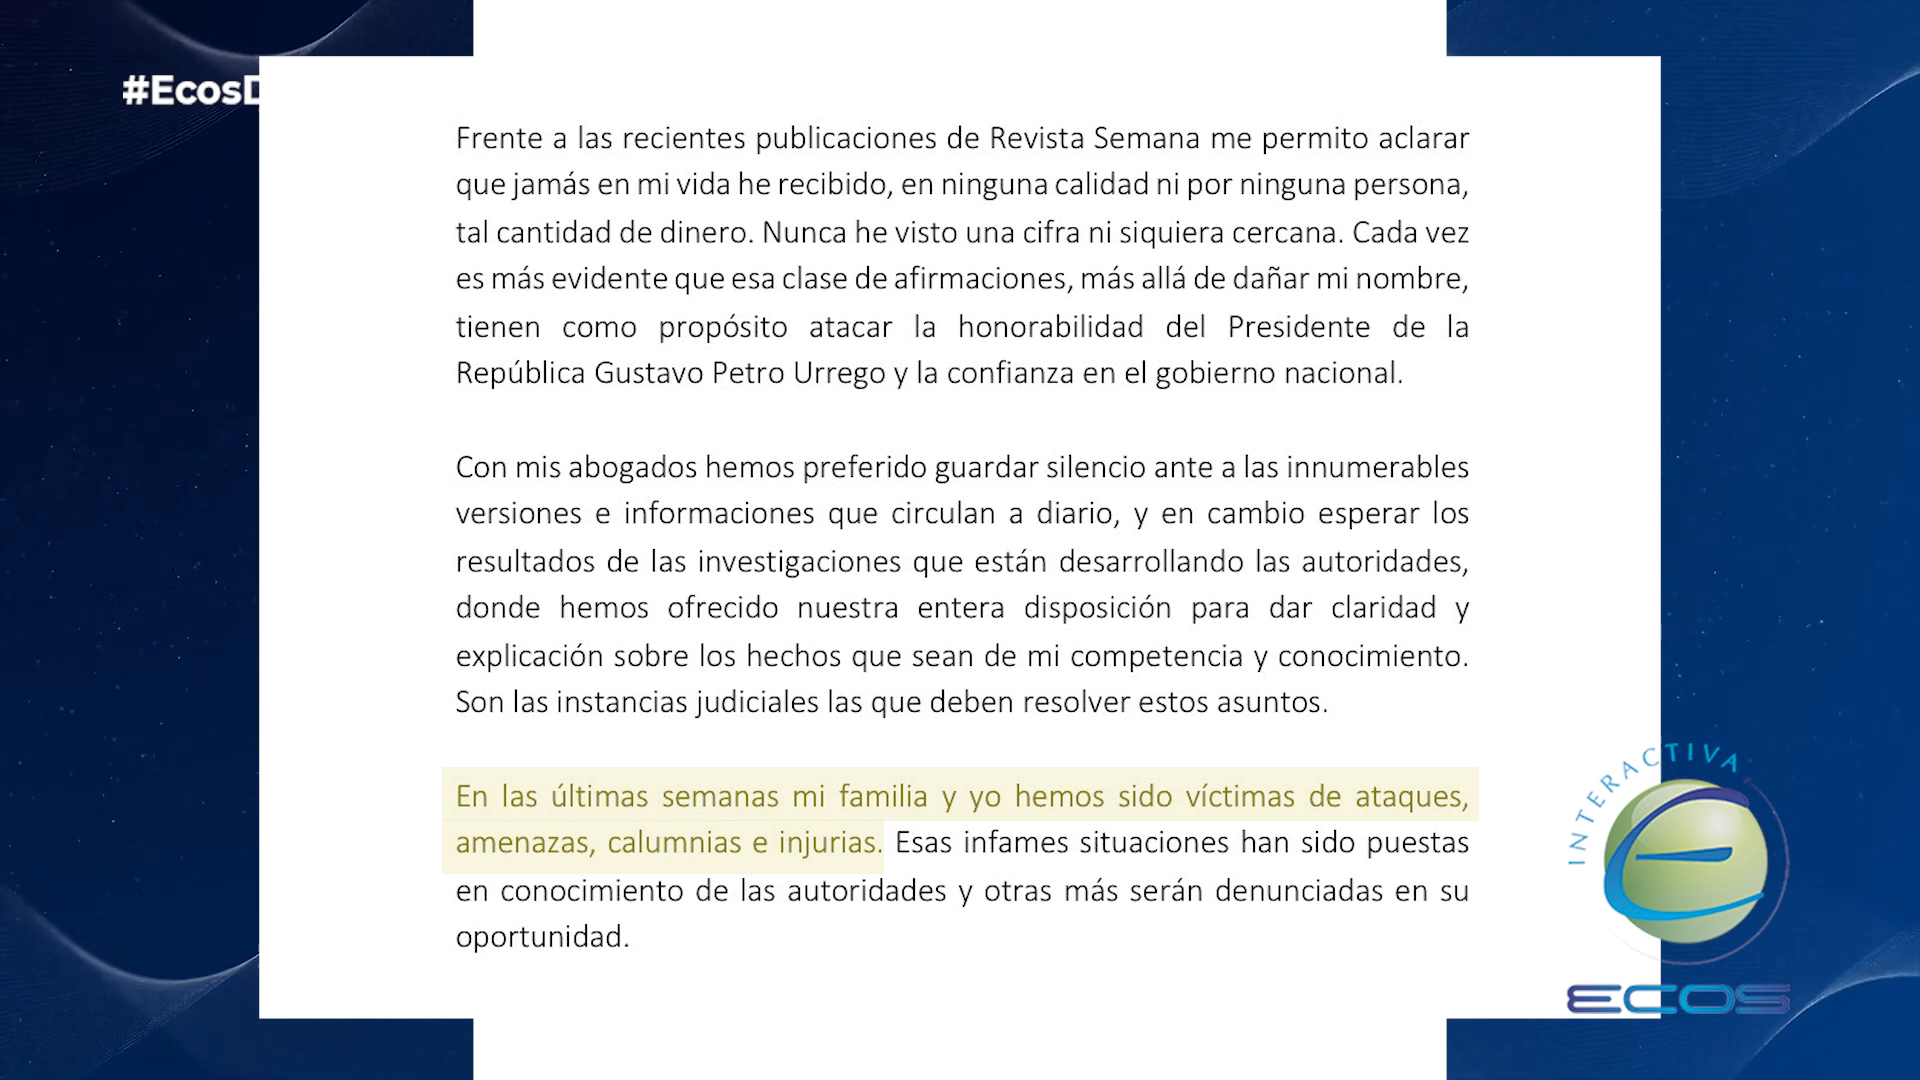 #EcosD
Frente a las recientes publicaciones de Revista Semana me permito aclarar
que jamás en mi vida he recibido, en ninguna calidad ni por ninguna persona,
tal cantidad de dinero. Nunca he visto una cifra ni siquiera cercana. Cada vez
es más evidente que esa clase de afirmaciones, más allá de dañar mi nombre,
tienen como propósito atacar la honorabilidad del Presidente de la
República Gustavo Petro Urrego y la confianza en el gobierno nacional.
Con mis abogados hemos preferido guardar silencio ante a las innumerables
versiones e informaciones que circulan a diario, y en cambio esperar los
resultados de las investigaciones que están desarrollando las autoridades,
donde hemos ofrecido nuestra entera disposición para dar claridad y
explicación sobre los hechos que sean de mi competencia y conocimiento.
Son las instancias judiciales las que deben resolver estos asuntos.
En las últimas semanas mi familia y yo hemos sido víctimas de ataques,
amenazas, calumnias e injurias. Esas infames situaciones han sido puestas
en conocimiento de las autoridades y otras más serán denunciadas en su
oportunidad.
INTERACTIVA
e
ECOS